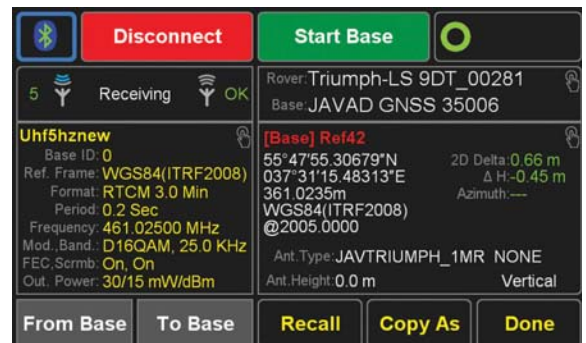 Disconnect
Start Base
5 Receiving OK
Rover: Triumph-LS 9DT_00281
Base: JAVAD GNSS 35006
Uhf5hznew
Base ID: 0
Ref. Frame: WGS84(ITRF2008)
Format: RTCM 3.0 Min
Period: 0.2 Sec
Frequency: 461.02500 MHz
Mod.,Band.: D16QAM, 25.0 KHz
FEC,Scrmb: On, On
Out. Power: 30/15 mW/dBm
[Base] Ref42
55°47'55.30679"N 2D Delta: 0.66 m
037°31'15.48313"E Δ H: -0.45 m
361.0235m Azimuth: ---
WGS84(ITRF2008)
@2005.0000
Ant.Type: JAVTRIUMPH_1MR NONE
Ant.Height: 0.0 m Vertical
From Base
To Base
Recall
Copy As
Done